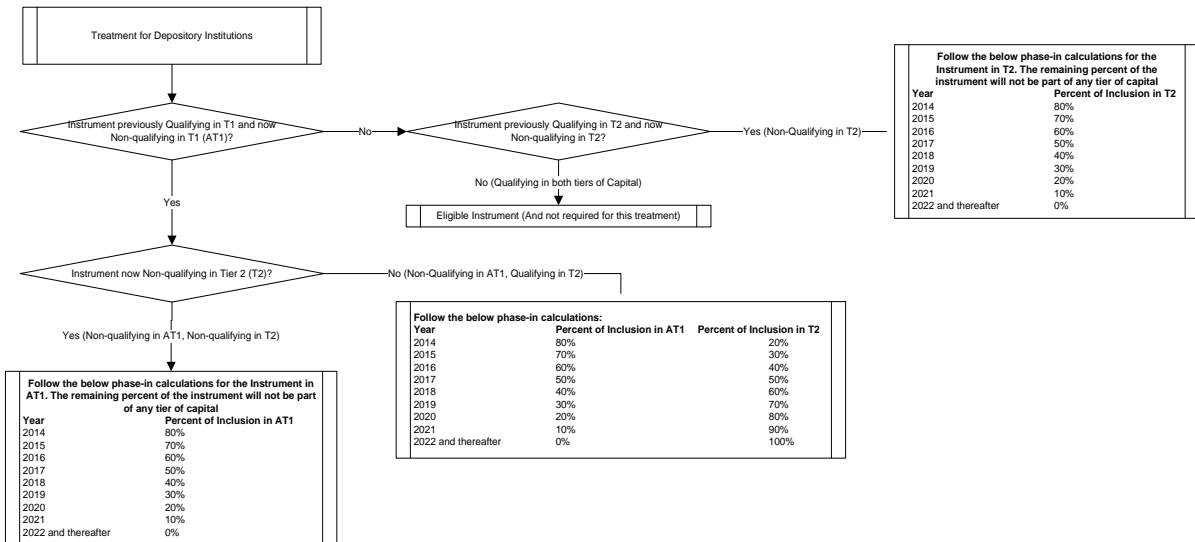 Treatment for Depository Institutions
Instrument previously Qualifying in T1 and now
Non-qualifying in T1 (AT1)?
No
Instrument previously Qualifying in T2 and now
Non-qualifying in T2?
Yes (Non-Qualifying in T2)
Follow the below phase-in calculations for the
Instrument in T2. The remaining percent of the
instrument will not be part of any tier of capital
Year Percent of Inclusion in T2
2014 80%
2015 70%
2016 60%
2017 50%
2018 40%
2019 30%
2020 20%
2021 10%
2022 and thereafter 0%
No (Qualifying in both tiers of Capital)
Eligible Instrument (And not required for this treatment)
Yes
Instrument now Non-qualifying in Tier 2 (T2)?
No (Non-Qualifying in AT1, Qualifying in T2)
Follow the below phase-in calculations:
Year Percent of Inclusion in AT1 Percent of Inclusion in T2
2014 80% 20%
2015 70% 30%
2016 60% 40%
2017 50% 50%
2018 40% 60%
2019 30% 70%
2020 20% 80%
2021 10% 90%
2022 and thereafter 0% 100%
Yes (Non-qualifying in AT1, Non-qualifying in T2)
Follow the below phase-in calculations for the Instrument in
AT1. The remaining percent of the instrument will not be part
of any tier of capital
Year Percent of Inclusion in AT1
2014 80%
2015 70%
2016 60%
2017 50%
2018 40%
2019 30%
2020 20%
2021 10%
2022 and thereafter 0%